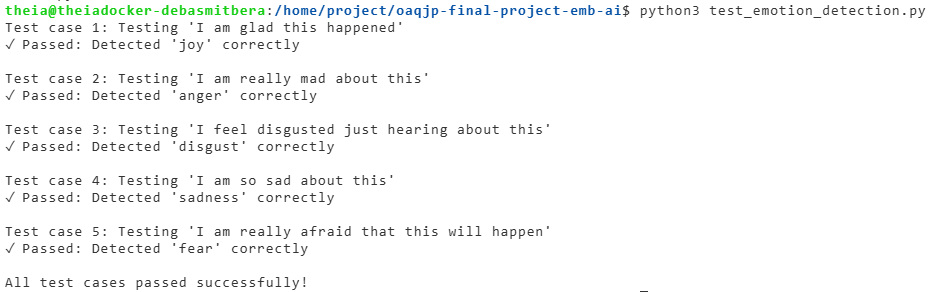 theia@theiadocker-debasmitbera:/home/project/oaqjp-final-project-emb-ai$ python3 test_emotion_detection.py
Test case 1: Testing 'I am glad this happened'
✓ Passed: Detected 'joy' correctly
Test case 2: Testing 'I am really mad about this'
✓ Passed: Detected 'anger' correctly
Test case 3: Testing 'I feel disgusted just hearing about this'
✓ Passed: Detected 'disgust' correctly
Test case 4: Testing 'I am so sad about this'
✓ Passed: Detected 'sadness' correctly
Test case 5: Testing 'I am really afraid that this will happen'
✓ Passed: Detected 'fear' correctly
All test cases passed successfully!